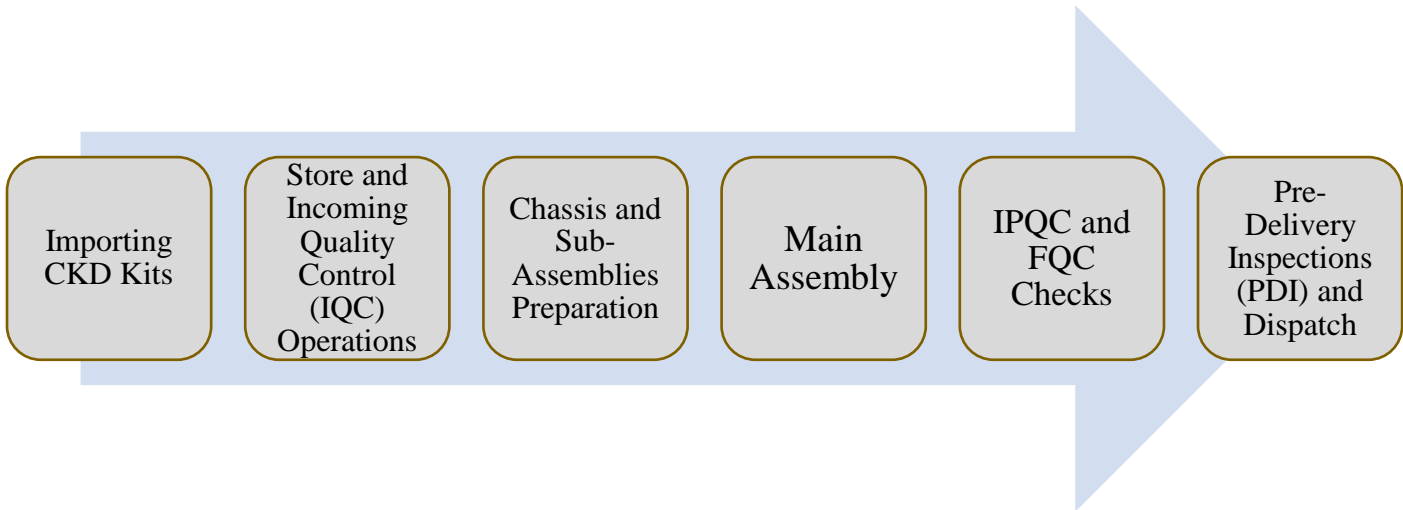 Importing
CKD Kits
Store and
Incoming
Quality
Control
(IQC)
Operations
Chassis and
Sub-
Assemblies
Preparation
Main
Assembly
IPQC and
FQC
Checks
Pre-
Delivery
Inspections
(PDI) and
Dispatch